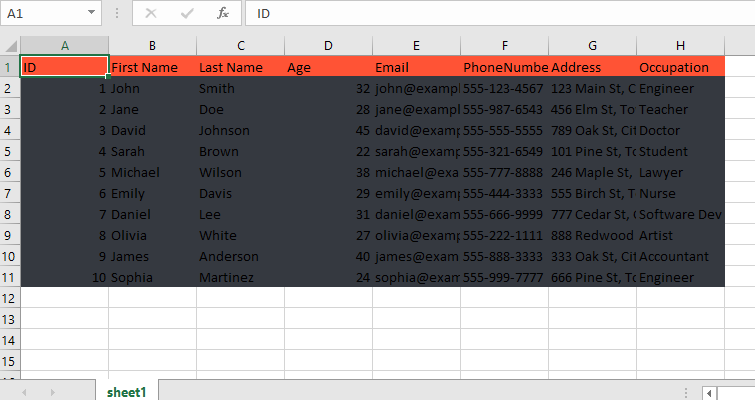 A1 fx ID
A B C D E F G H
1 ID First Name Last Name Age Email PhoneNumbe Address Occupation
2 1 John Smith 32 john@exampl 555-123-4567 123 Main St, C Engineer
3 2 Jane Doe 28 jane@exampl 555-987-6543 456 Elm St, To Teacher
4 3 David Johnson 45 david@exam 555-555-5555 789 Oak St, Cit Doctor
5 4 Sarah Brown 22 sarah@exam 555-321-6549 101 Pine St, To Student
6 5 Michael Wilson 38 michael@exa 555-777-8888 246 Maple St, Lawyer
7 6 Emily Davis 29 emily@exam 555-444-3333 555 Birch St, T Nurse
8 7 Daniel Lee 31 daniel@exam 555-666-9999 777 Cedar St, Software Dev
9 8 Olivia White 27 olivia@exam 555-222-1111 888 Redwood Artist
10 9 James Anderson 40 james@exam 555-888-3333 333 Oak St, Cit Accountant
11 10 Sophia Martinez 24 sophia@exam 555-999-7777 666 Pine St, To Engineer
12
13
14
15
sheet1